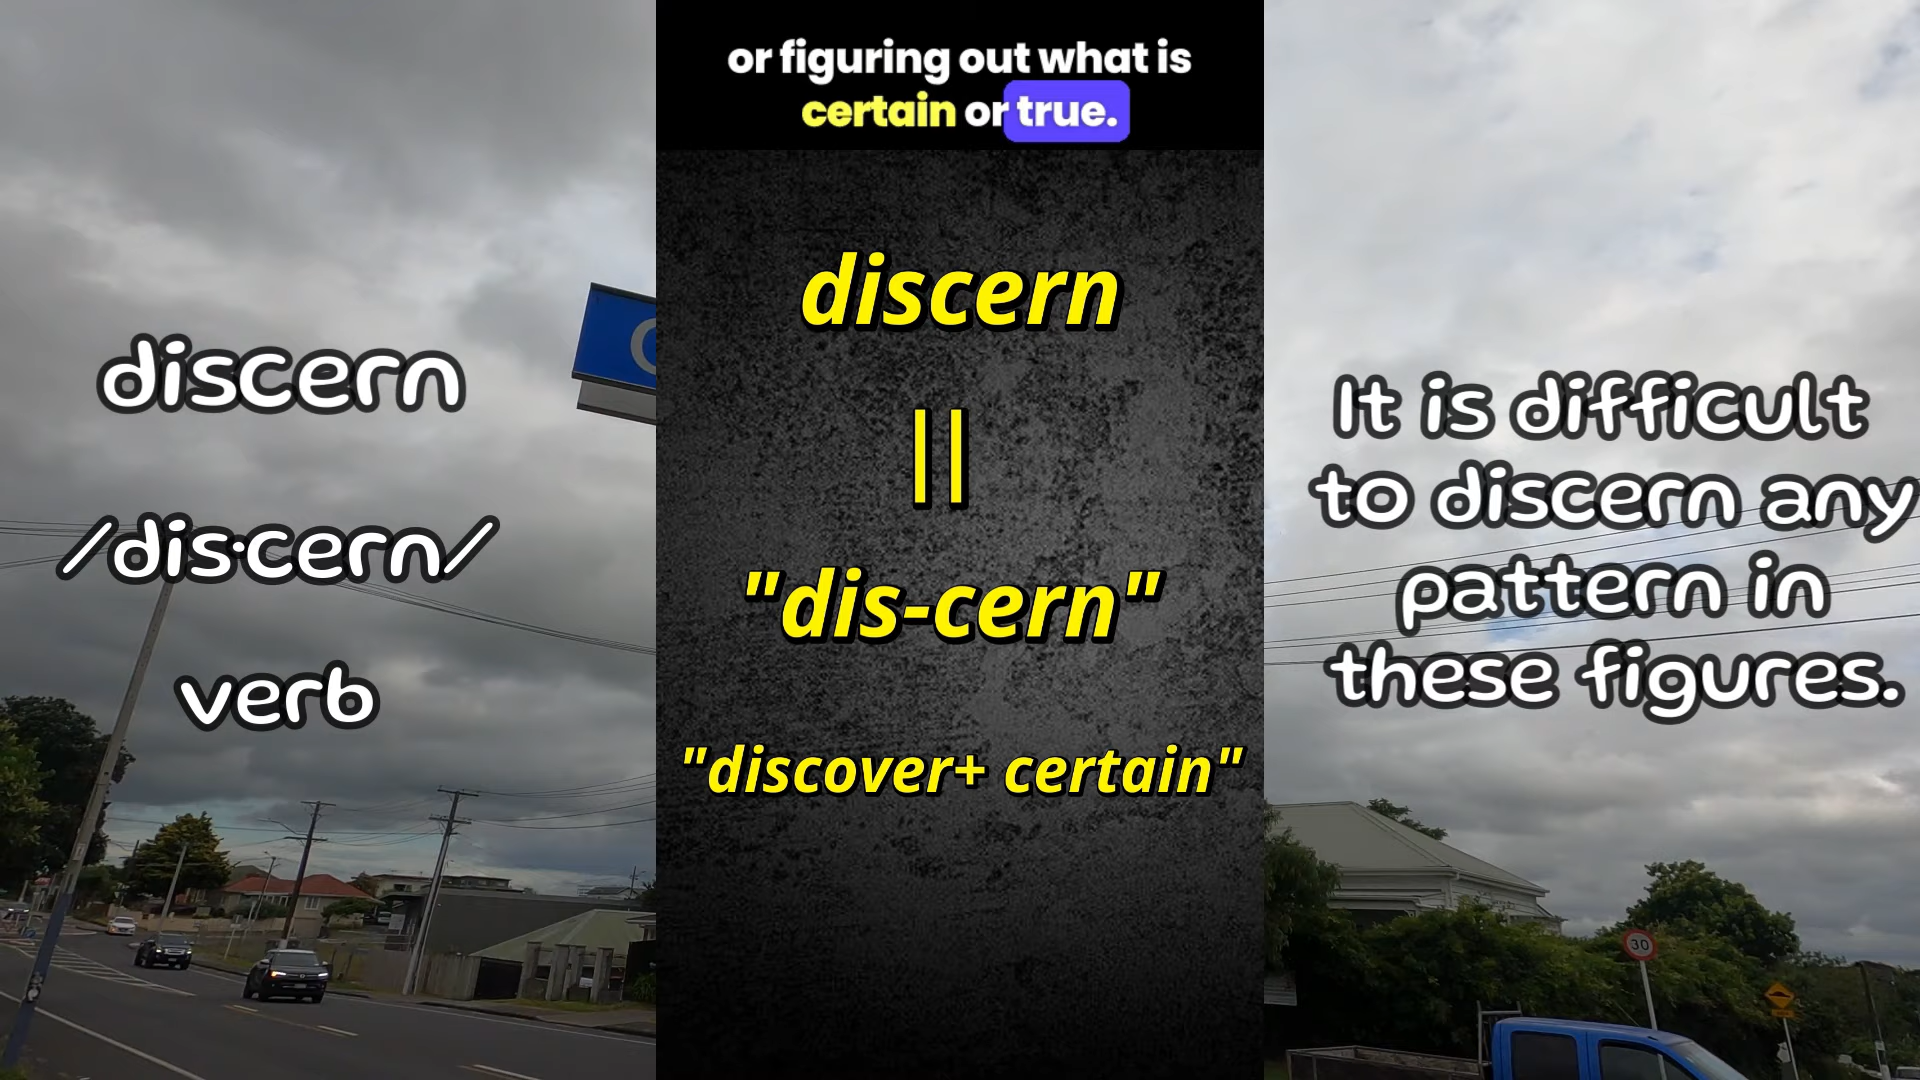 discern
/dis·cern/
verb
or figuring out what is
certain or true.
discern
||
"dis-cern"
"discover+ certain"
It is difficult
to discern any
pattern in
these figures.
30